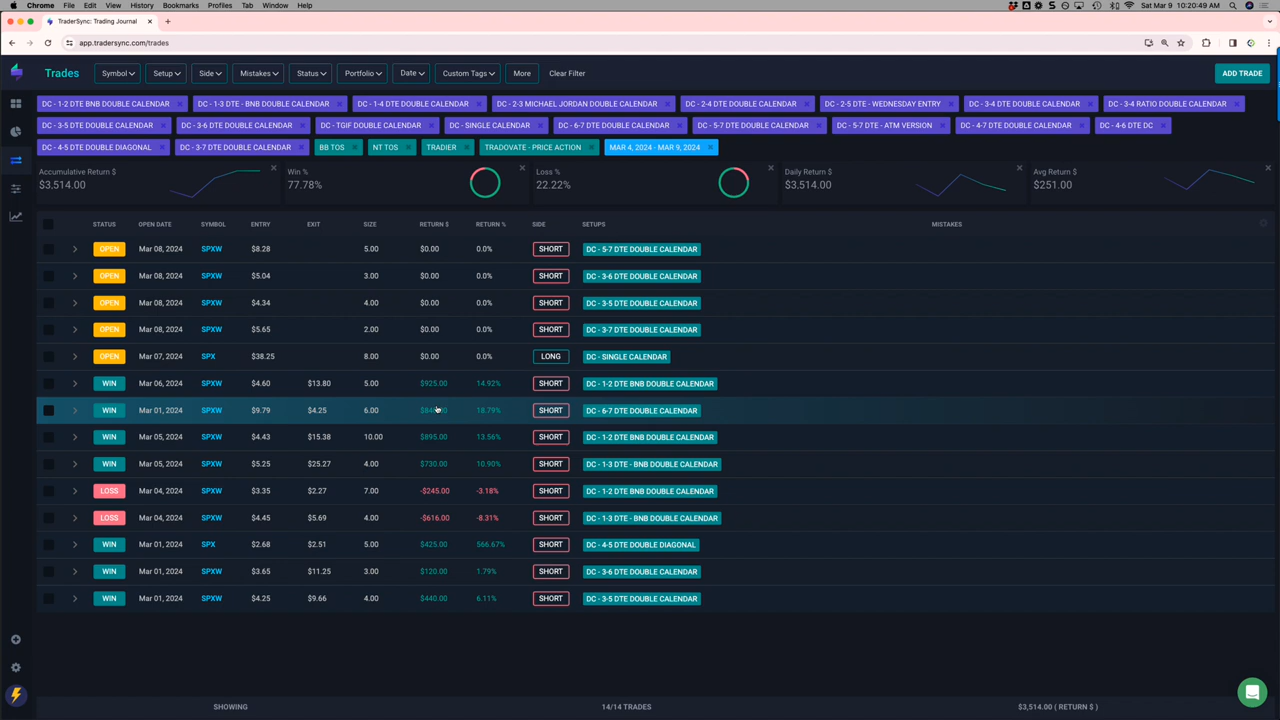 Chrome File Edit View History Bookmarks Profiles Tab Window Help Sat Mar 9 10:20:49 AM
TraderSync: Trading Journal
app.tradersync.com/trades
Trades Symbol Setup Side Mistakes Status Portfolio Date Custom Tags More Clear Filter ADD TRADE
DC - 1-2 DTE BNB DOUBLE CALENDAR DC - 1-3 DTE - BNB DOUBLE CALENDAR DC - 1-4 DTE DOUBLE CALENDAR DC - 2-3 MICHAEL JORDAN DOUBLE CALENDAR DC - 2-4 DTE DOUBLE CALENDAR DC - 2-5 DTE - WEDNESDAY ENTRY DC - 3-4 DTE DOUBLE CALENDAR DC - 3-4 RATIO DOUBLE CALENDAR
DC - 3-5 DTE DOUBLE CALENDAR DC - 3-6 DTE DOUBLE CALENDAR DC - TGIF DOUBLE CALENDAR DC - SINGLE CALENDAR DC - 6-7 DTE DOUBLE CALENDAR DC - 5-7 DTE DOUBLE CALENDAR DC - 5-7 DTE - ATM VERSION DC - 4-7 DTE DOUBLE CALENDAR DC - 4-6 DTE DC
DC - 4-5 DTE DOUBLE DIAGONAL DC - 3-7 DTE DOUBLE CALENDAR BB TOS NT TOS TRADIER TRADOVATE - PRICE ACTION MAR 4, 2024 - MAR 9, 2024
Accumulative Return $ Win % Loss % Daily Return $ Avg Return $
$3,514.00 77.78% 22.22% $3,514.00 $251.00
STATUS OPEN DATE SYMBOL ENTRY EXIT SIZE RETURN $ RETURN % SIDE SETUPS MISTAKES
OPEN Mar 08, 2024 SPXW $8.28 5.00 $0.00 0.0% SHORT DC - 5-7 DTE DOUBLE CALENDAR
OPEN Mar 08, 2024 SPXW $5.04 3.00 $0.00 0.0% SHORT DC - 3-6 DTE DOUBLE CALENDAR
OPEN Mar 08, 2024 SPXW $4.34 4.00 $0.00 0.0% SHORT DC - 3-5 DTE DOUBLE CALENDAR
OPEN Mar 08, 2024 SPXW $5.65 2.00 $0.00 0.0% SHORT DC - 3-7 DTE DOUBLE CALENDAR
OPEN Mar 07, 2024 SPX $38.25 8.00 $0.00 0.0% LONG DC - SINGLE CALENDAR
WIN Mar 06, 2024 SPXW $4.60 $13.80 5.00 $925.00 14.92% SHORT DC - 1-2 DTE BNB DOUBLE CALENDAR
WIN Mar 01, 2024 SPXW $9.79 $4.25 6.00 18.79% SHORT DC - 6-7 DTE DOUBLE CALENDAR
WIN Mar 05, 2024 SPXW $4.43 $15.38 10.00 $895.00 13.56% SHORT DC - 1-2 DTE BNB DOUBLE CALENDAR
WIN Mar 05, 2024 SPXW $5.25 $25.27 4.00 $730.00 10.90% SHORT DC - 1-3 DTE - BNB DOUBLE CALENDAR
LOSS Mar 04, 2024 SPXW $3.35 $2.27 7.00 -$245.00 -3.18% SHORT DC - 1-2 DTE BNB DOUBLE CALENDAR
LOSS Mar 04, 2024 SPXW $4.45 $5.69 4.00 -$616.00 -8.31% SHORT DC - 1-3 DTE - BNB DOUBLE CALENDAR
WIN Mar 01, 2024 SPX $2.68 $2.51 5.00 $425.00 566.67% SHORT DC - 4-5 DTE DOUBLE DIAGONAL
WIN Mar 01, 2024 SPXW $3.65 $11.25 3.00 $120.00 1.79% SHORT DC - 3-6 DTE DOUBLE CALENDAR
WIN Mar 01, 2024 SPXW $4.25 $9.66 4.00 $440.00 6.11% SHORT DC - 3-5 DTE DOUBLE CALENDAR
SHOWING 14/14 TRADES $3,514.00 ( RETURN $ )